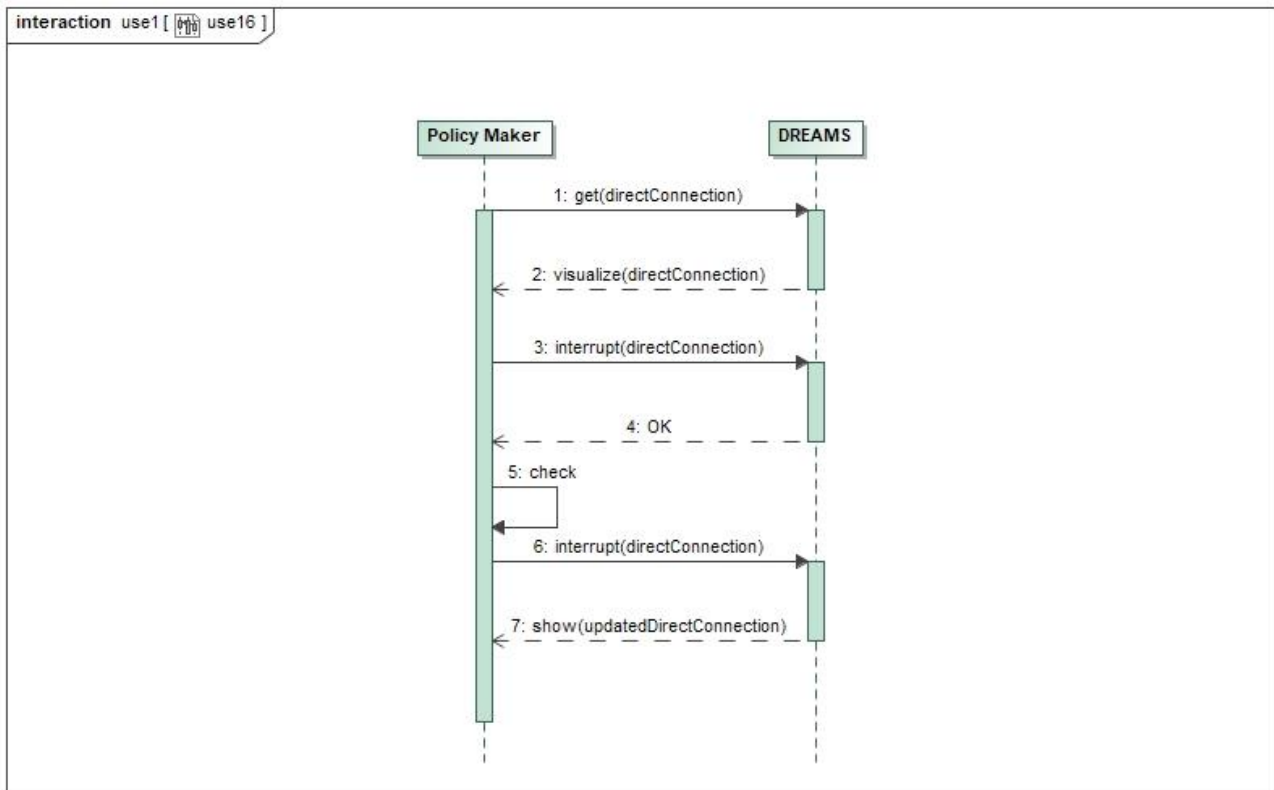 interaction use1 [ use16 ]
Policy Maker
DREAMS
1: get(directConnection)
2: visualize(directConnection)
3: interrupt(directConnection)
4: OK
5: check
6: interrupt(directConnection)
7: show(updatedDirectConnection)